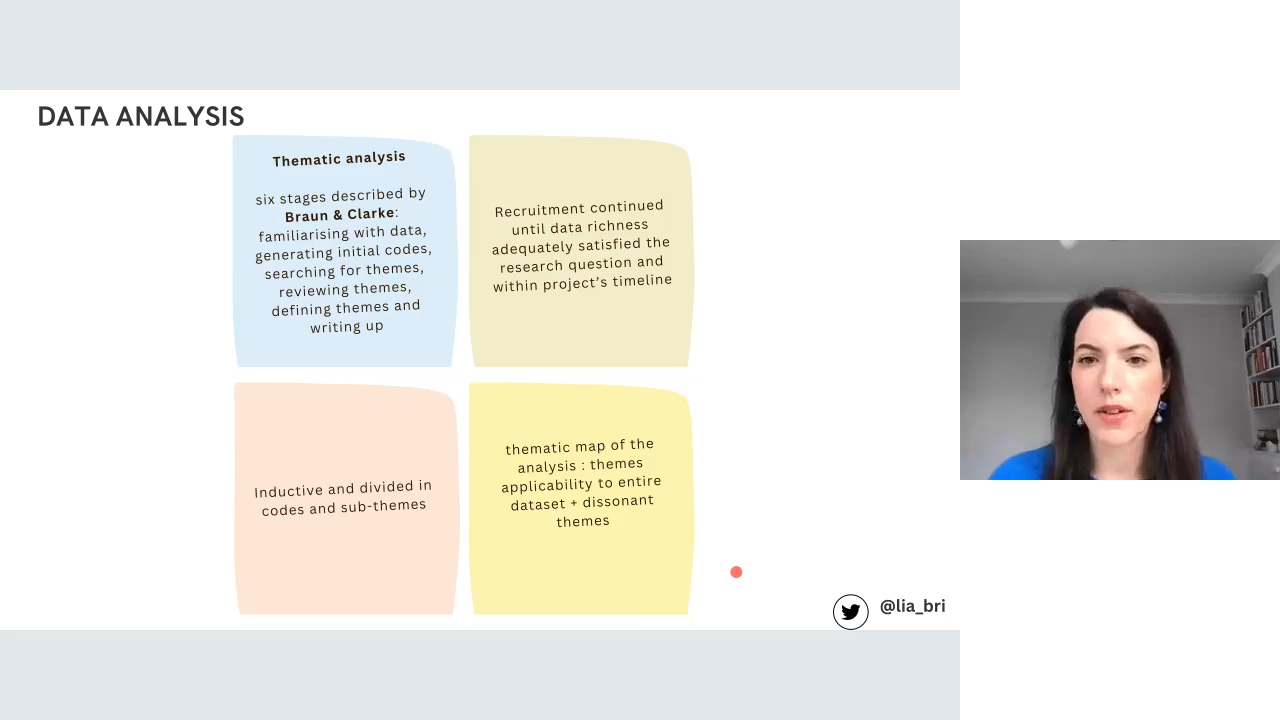 DATA ANALYSIS
Thematic analysis
six stages described by
Braun & Clarke:
familiarising with data,
generating initial codes,
searching for themes,
reviewing themes,
defining themes and
writing up
Recruitment continued
until data richness
adequately satisfied the
research question and
within project’s timeline
Inductive and divided in
codes and sub-themes
thematic map of the
analysis : themes
applicability to entire
dataset + dissonant
themes
@lia_bri